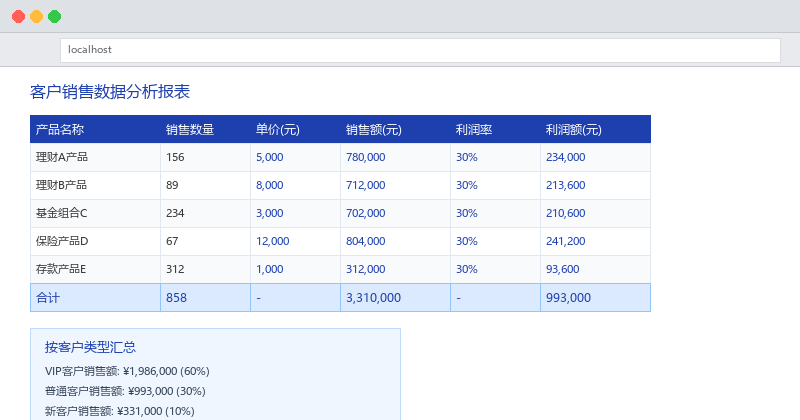 localhost
客户销售数据分析报表
产品名称 销售数量 单价(元) 销售额(元) 利润率 利润额(元)
理财A产品 156 5,000 780,000 30% 234,000
理财B产品 89 8,000 712,000 30% 213,600
基金组合C 234 3,000 702,000 30% 210,600
保险产品D 67 12,000 804,000 30% 241,200
存款产品E 312 1,000 312,000 30% 93,600
合计 858 - 3,310,000 - 993,000
按客户类型汇总
VIP客户销售额: ¥1,986,000 (60%)
普通客户销售额: ¥993,000 (30%)
新客户销售额: ¥331,000 (10%)